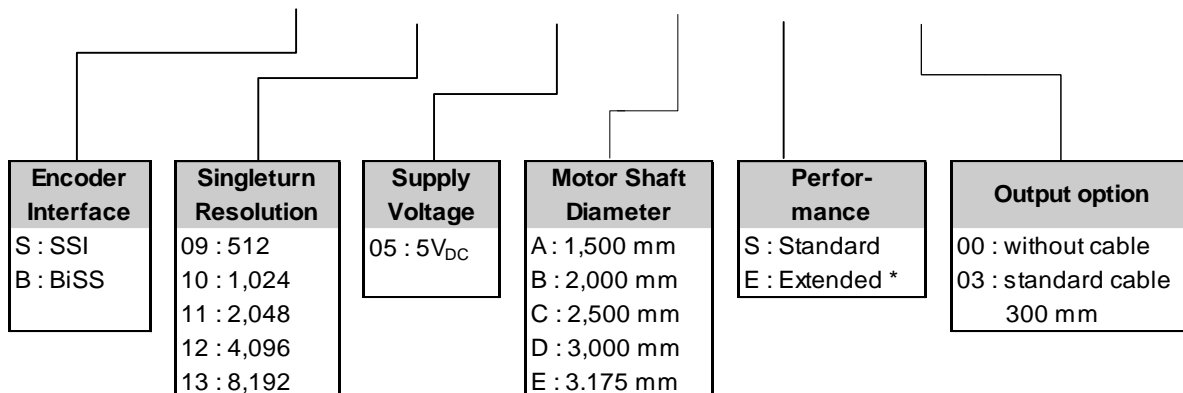 Encoder
Interface
S : SSI
B : BiSS
Singleturn
Resolution
09 : 512
10 : 1,024
11 : 2,048
12 : 4,096
13 : 8,192
Supply
Voltage
05 : 5VDC
Motor Shaft
Diameter
A : 1,500 mm
B : 2,000 mm
C : 2,500 mm
D : 3,000 mm
E : 3.175 mm
Perfor-
mance
S : Standard
E : Extended *
Output option
00 : without cable
03 : standard cable
300 mm